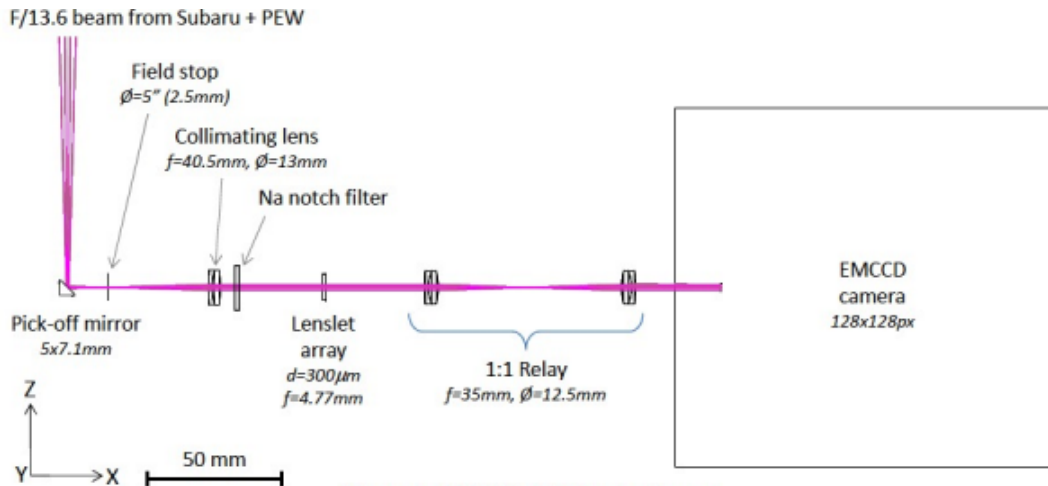 F/13.6 beam from Subaru + PEW
Field stop
Ø=5” (2.5mm)
Collimating lens
f=40.5mm, Ø=13mm
Na notch filter
EMCCD
camera
128x128px
Pick-off mirror
5x7.1mm
Lenslet
array
d=300µm
f=4.77mm
1:1 Relay
f=35mm, Ø=12.5mm
Z
Y
X
50 mm